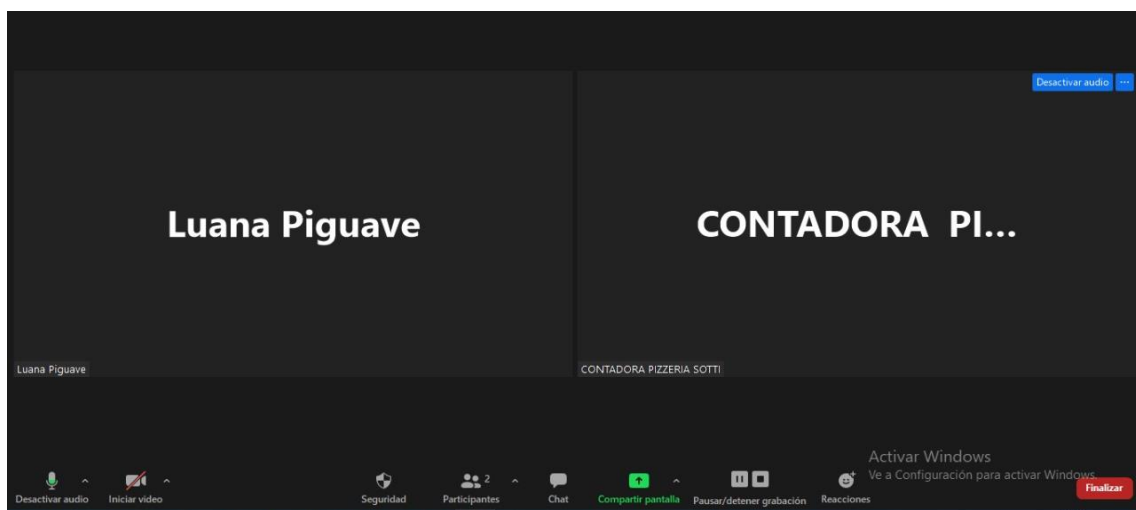 Desactivar audio ...
Luana Piguave
CONTADORA PI...
Luana Piguave
CONTADORA PIZZERIA SOTTI
Activar Windows
Ve a Configuración para activar Windows.
Desactivar audio
Iniciar video
Seguridad
Participantes
2
Chat
Compartir pantalla
Pausar/detener grabación
Reacciones
Finalizar